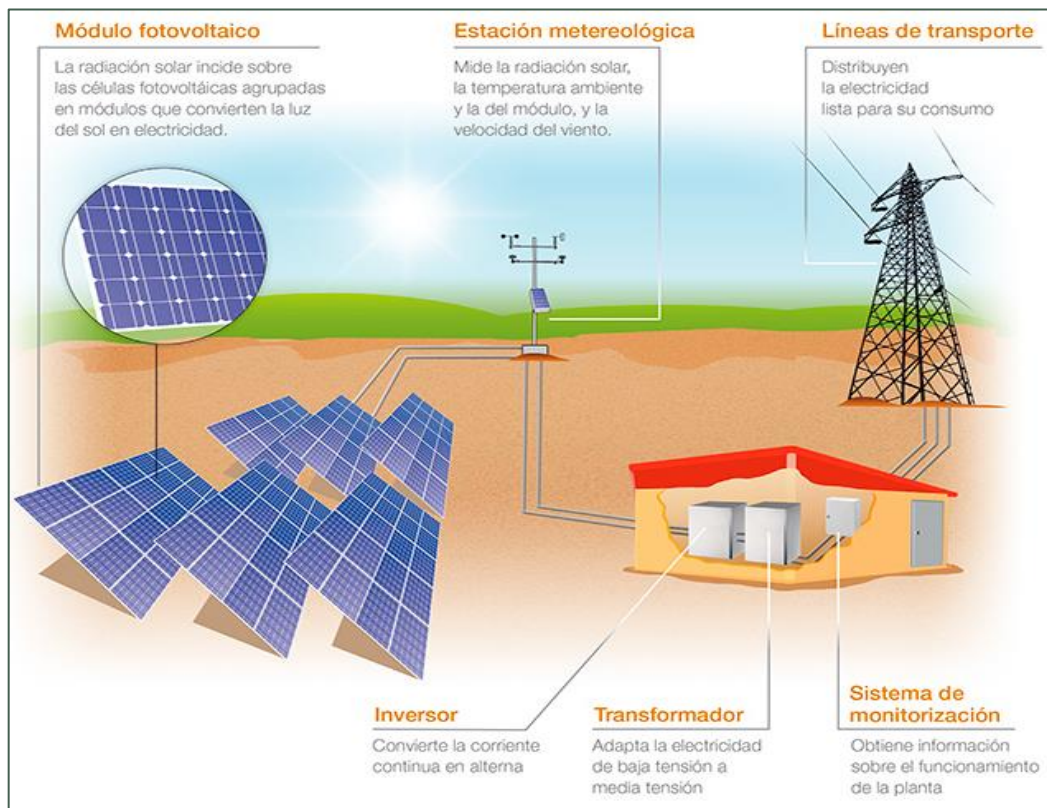 Módulo fotovoltaico
La radiación solar incide sobre
las células fotovoltáicas agrupadas
en módulos que convierten la luz
del sol en electricidad.
Estación metereológica
Mide la radiación solar,
la temperatura ambiente
y la del módulo, y la
velocidad del viento.
Líneas de transporte
Distribuyen
la electricidad
lista para su consumo
Inversor
Convierte la corriente
continua en alterna
Transformador
Adapta la electricidad
de baja tensión a
media tensión
Sistema de
monitorización
Obtiene información
sobre el funcionamiento
de la planta